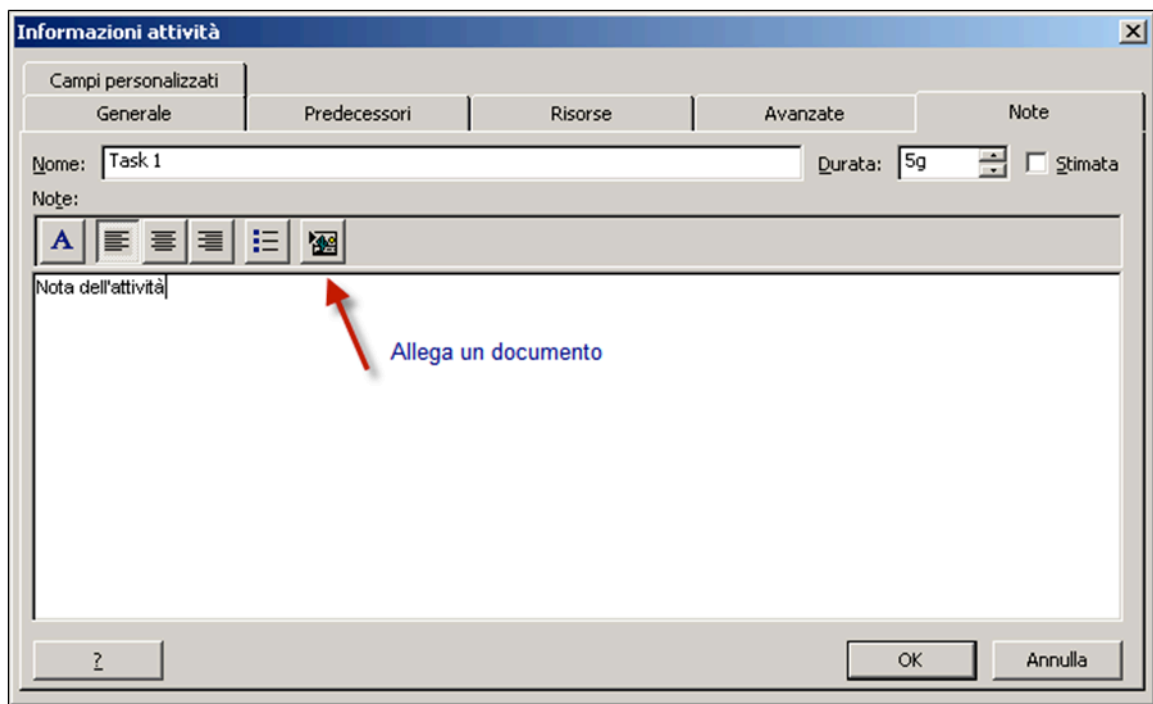 Informazioni attività
Campi personalizzati
Generale Predecessori Risorse Avanzate Note
Nome: Task 1 Durata: 5g Stimata
Note:
A
Nota dell'attività
Allega un documento
? OK Annulla